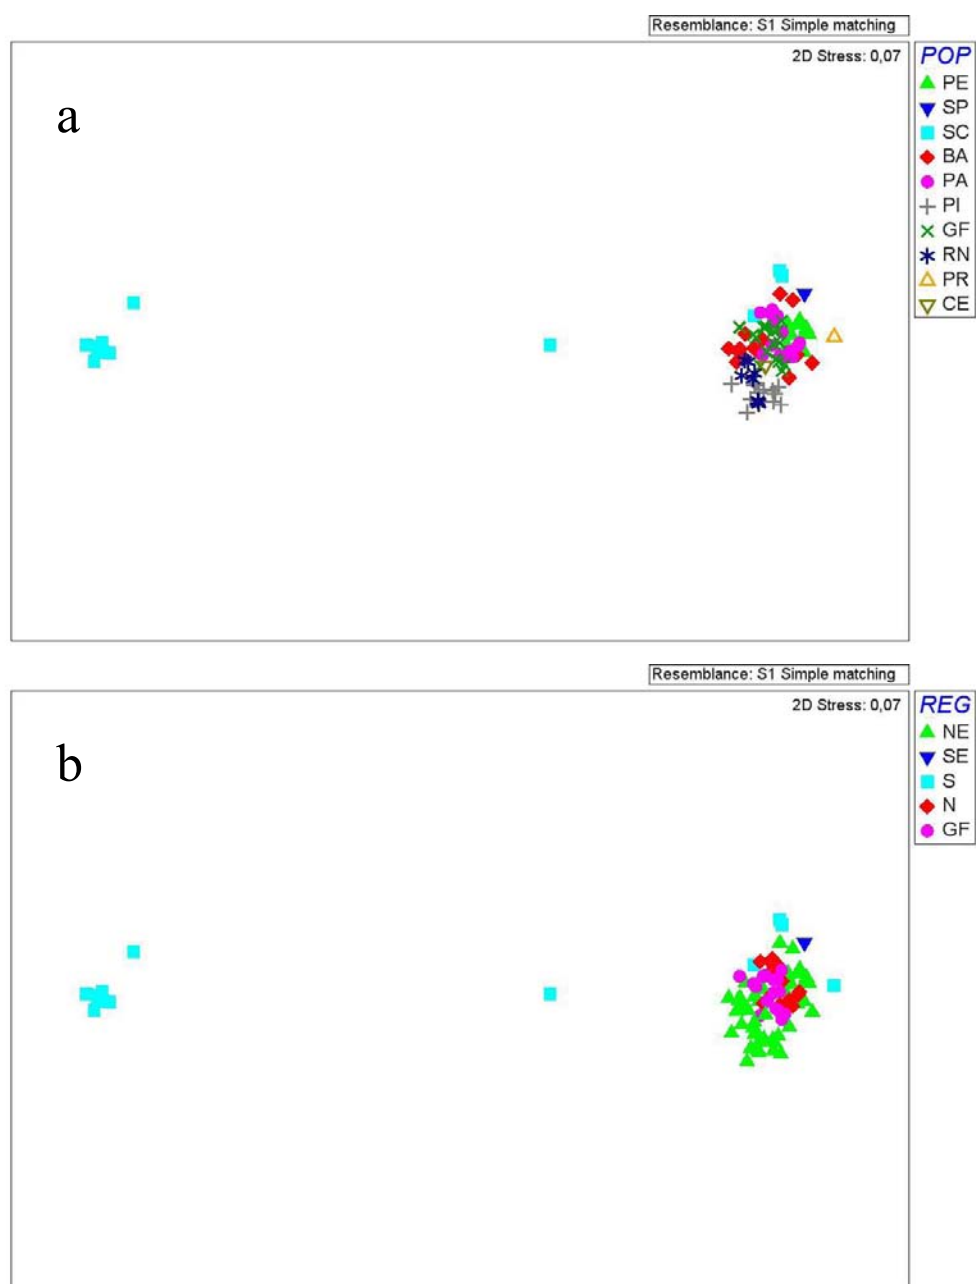 Resemblance: S1 Simple matching
2D Stress: 0,07
a
POP
PE
SP
SC
BA
PA
PI
GF
RN
PR
CE
Resemblance: S1 Simple matching
2D Stress: 0,07
b
REG
NE
SE
S
N
GF